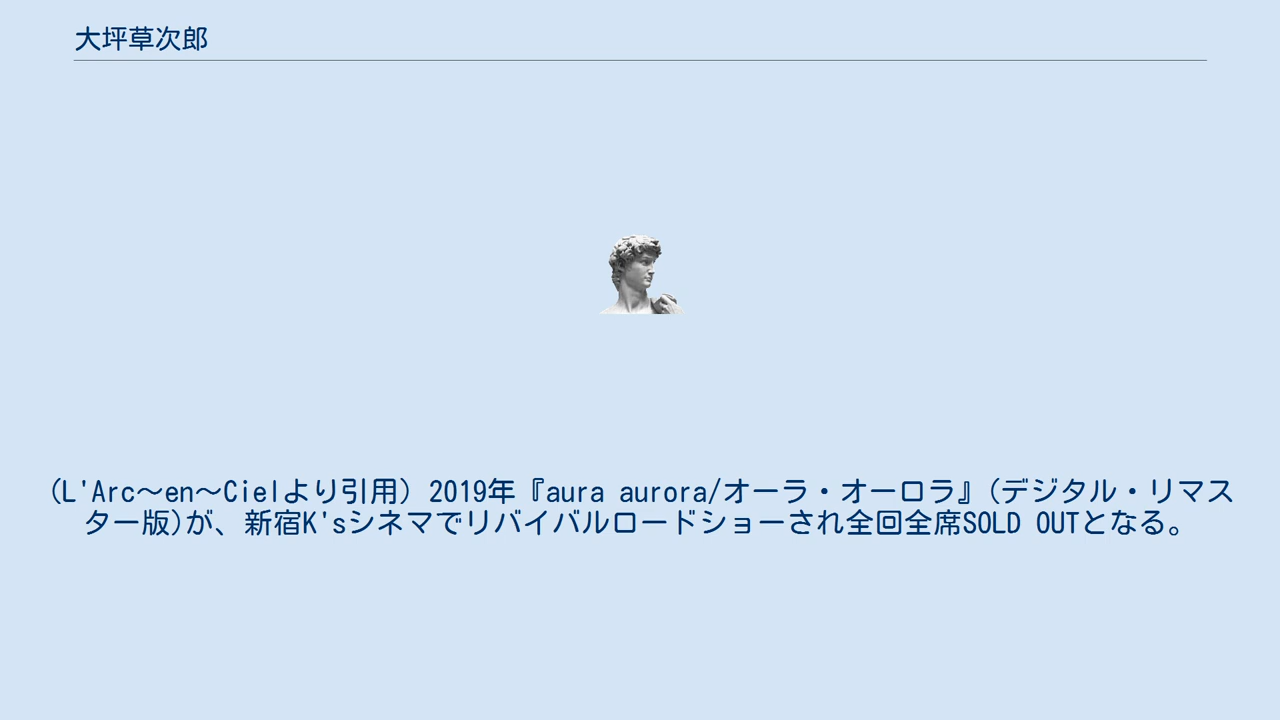 大坪草次郎
(L'Arc〜en〜Cielより引用) 2019年『aura aurora/オーラ・オーロラ』(デジタル・リマス
ター版)が、新宿K'sシネマでリバイバルロードショーされ全回全席SOLD OUTとなる。